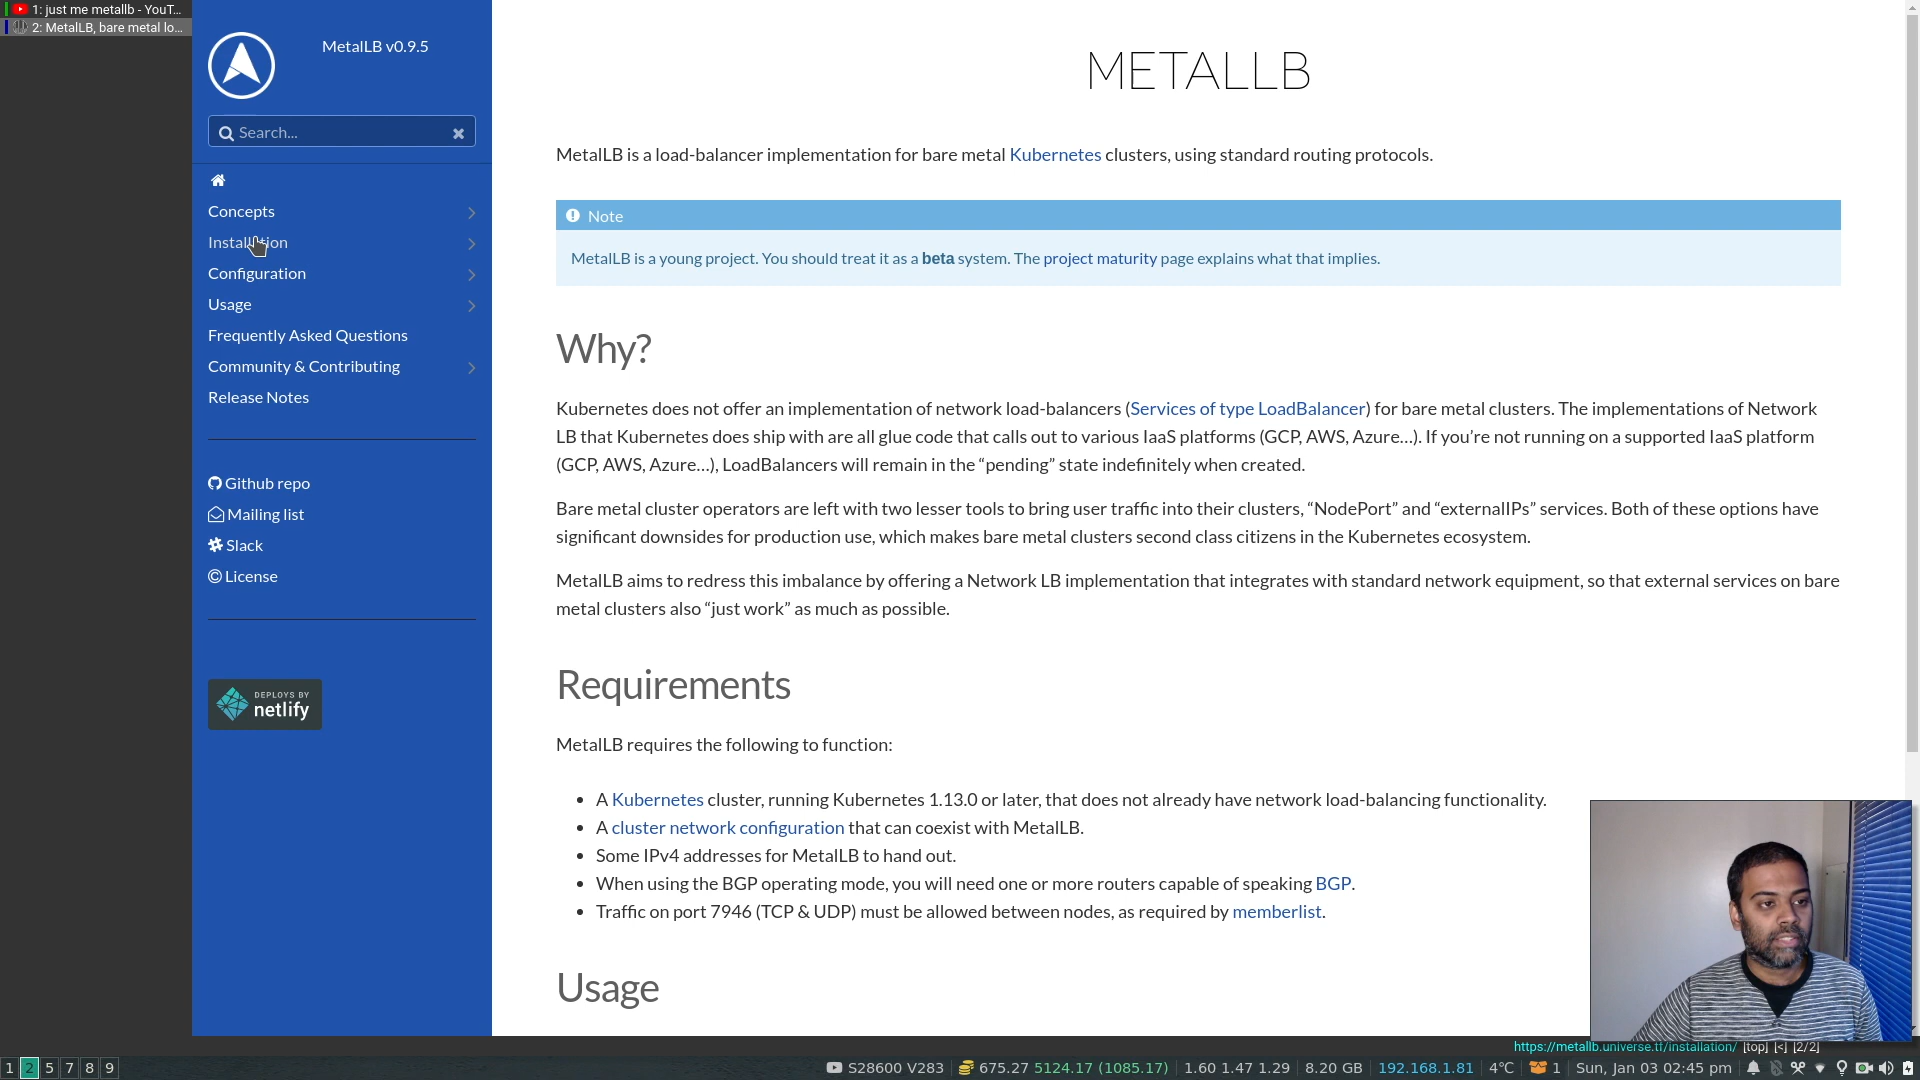 1: just me metallb - YouT...
2: MetalLB, bare metal lo...
MetalLB v0.9.5
Search...
Concepts
Installation
Configuration
Usage
Frequently Asked Questions
Community & Contributing
Release Notes
Github repo
Mailing list
Slack
License
DEPLOYS BY
netlify
METALLB
MetalLB is a load-balancer implementation for bare metal Kubernetes clusters, using standard routing protocols.
Note
MetalLB is a young project. You should treat it as a beta system. The project maturity page explains what that implies.
Why?
Kubernetes does not offer an implementation of network load-balancers (Services of type LoadBalancer) for bare metal clusters. The implementations of Network
LB that Kubernetes does ship with are all glue code that calls out to various IaaS platforms (GCP, AWS, Azure…). If you’re not running on a supported IaaS platform
(GCP, AWS, Azure…), LoadBalancers will remain in the “pending” state indefinitely when created.
Bare metal cluster operators are left with two lesser tools to bring user traffic into their clusters, “NodePort” and “externalIPs” services. Both of these options have
significant downsides for production use, which makes bare metal clusters second class citizens in the Kubernetes ecosystem.
MetalLB aims to redress this imbalance by offering a Network LB implementation that integrates with standard network equipment, so that external services on bare
metal clusters also “just work” as much as possible.
Requirements
MetalLB requires the following to function:
• A Kubernetes cluster, running Kubernetes 1.13.0 or later, that does not already have network load-balancing functionality.
• A cluster network configuration that can coexist with MetalLB.
• Some IPv4 addresses for MetalLB to hand out.
• When using the BGP operating mode, you will need one or more routers capable of speaking BGP.
• Traffic on port 7946 (TCP & UDP) must be allowed between nodes, as required by memberlist.
Usage
https://metallb.universe.tf/installation/ [top] [<] [2/2]
1 2 5 7 8 9
S28600 V283 675.27 5124.17 (1085.17) 1.60 1.47 1.29 8.20 GB 192.168.1.81 4℃ 1 Sun, Jan 03 02:45 pm